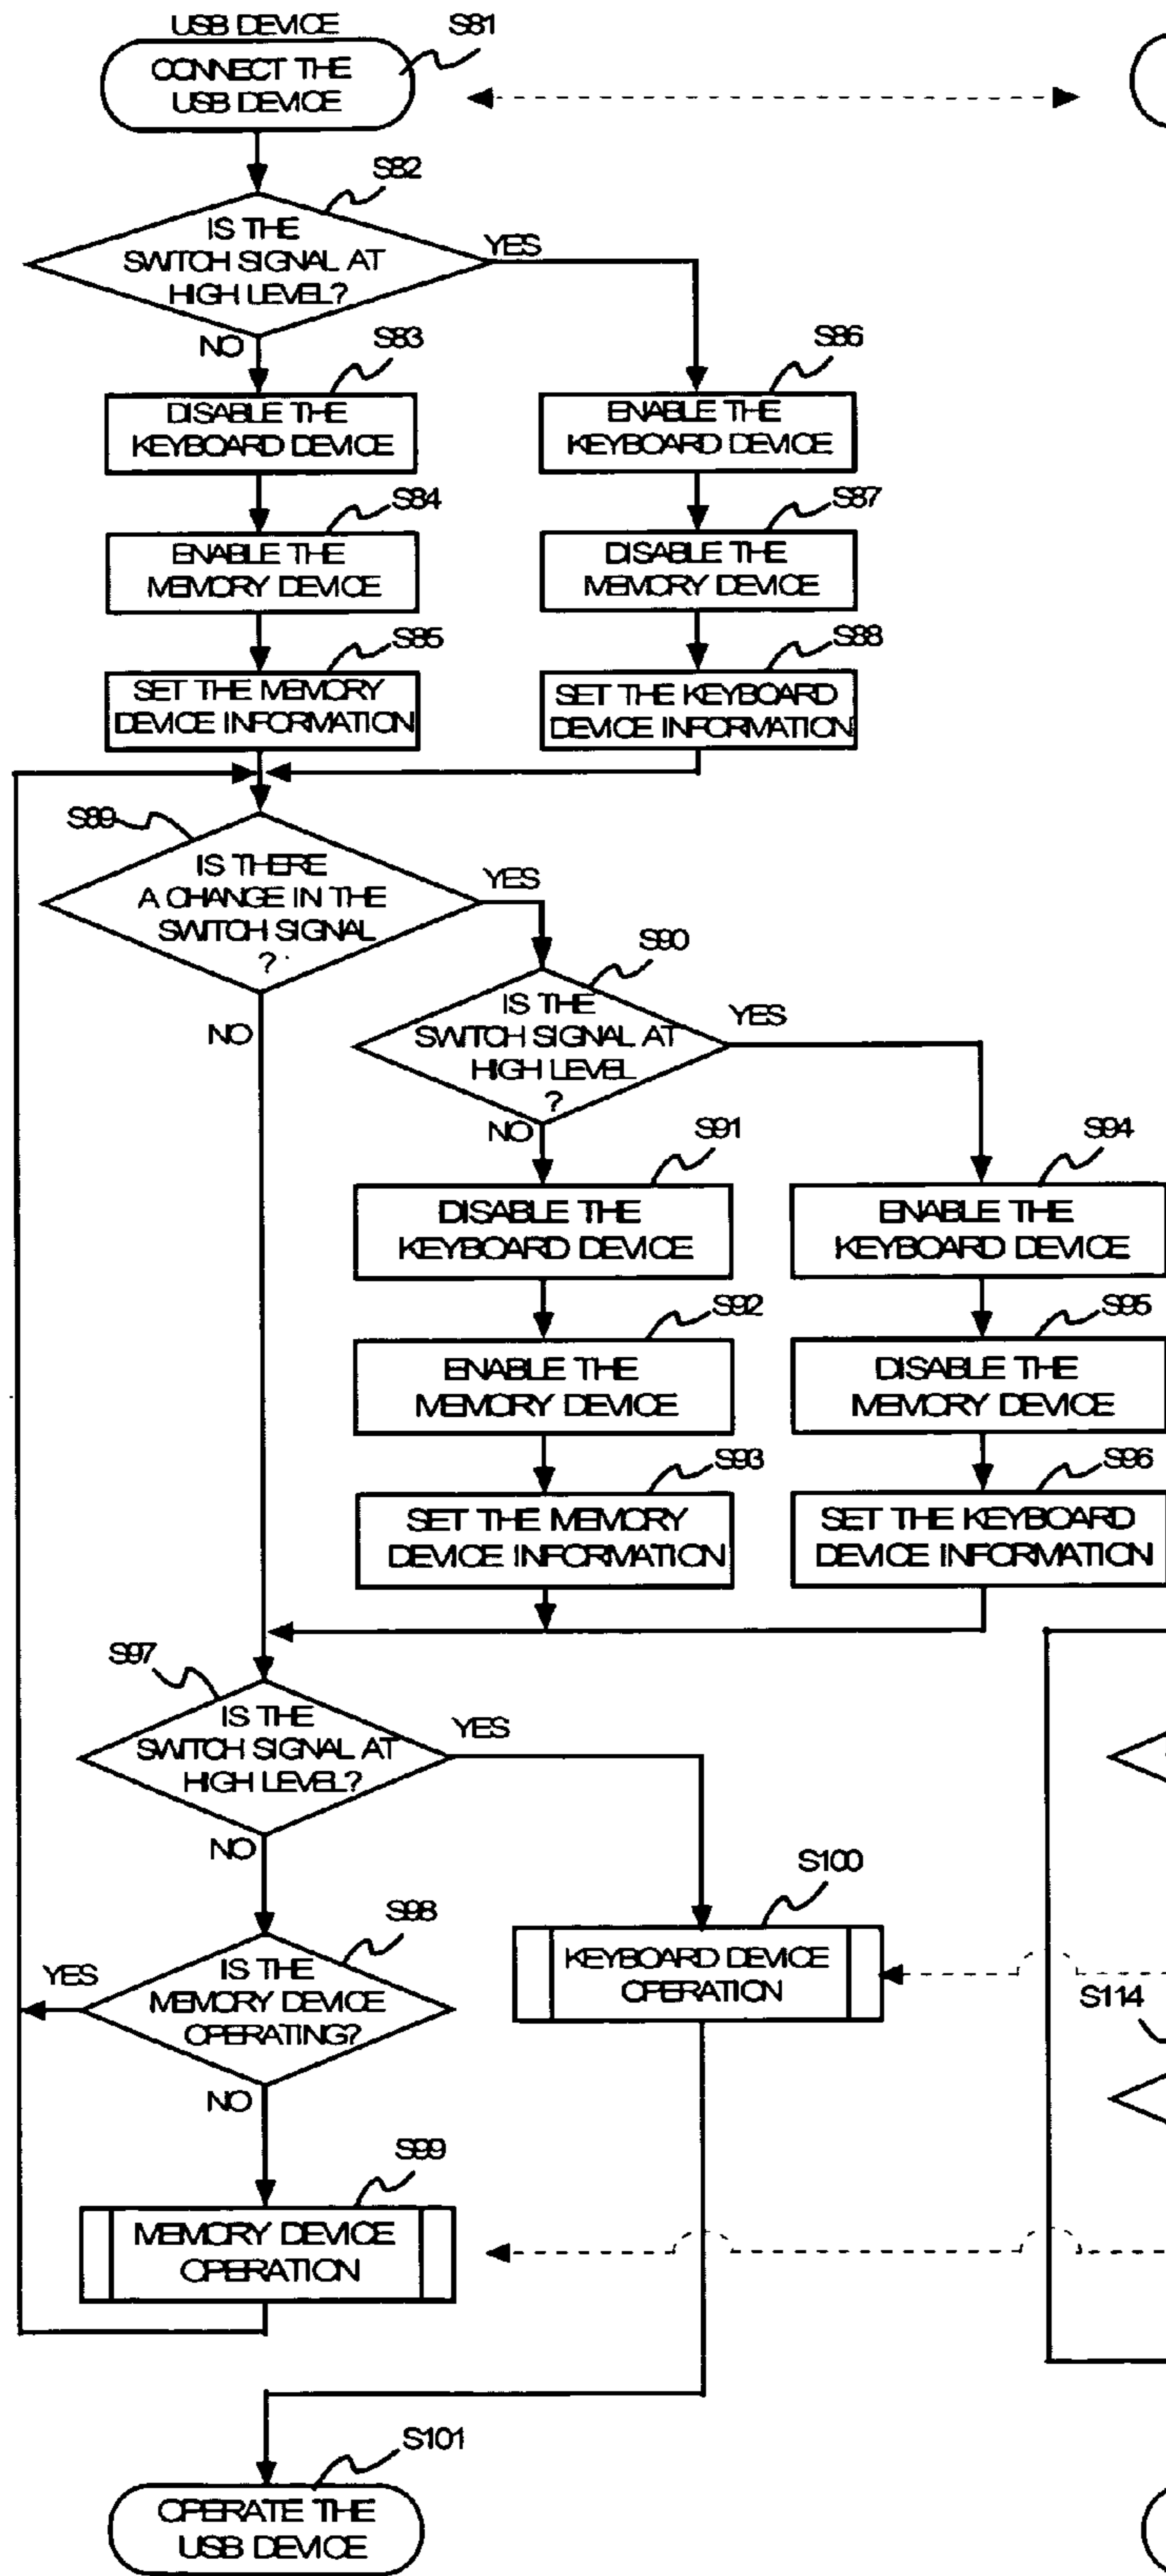 USB DEVICE
S81
CONNECT THE
USB DEVICE
S82
IS THE
SWITCH SIGNAL AT
HIGH LEVEL?
YES
NO
S83
DISABLE THE
KEYBOARD DEVICE
S86
ENABLE THE
KEYBOARD DEVICE
S84
ENABLE THE
MEMORY DEVICE
S87
DISABLE THE
MEMORY DEVICE
S85
SET THE MEMORY
DEVICE INFORMATION
S88
SET THE KEYBOARD
DEVICE INFORMATION
S89
IS THERE
A CHANGE IN THE
SWITCH SIGNAL
?
YES
NO
S90
IS THE
SWITCH SIGNAL AT
HIGH LEVEL
?
YES
NO
S91
DISABLE THE
KEYBOARD DEVICE
S94
ENABLE THE
KEYBOARD DEVICE
S92
ENABLE THE
MEMORY DEVICE
S95
DISABLE THE
MEMORY DEVICE
S93
SET THE MEMORY
DEVICE INFORMATION
S96
SET THE KEYBOARD
DEVICE INFORMATION
S97
IS THE
SWITCH SIGNAL AT
HIGH LEVEL?
YES
NO
S98
IS THE
MEMORY DEVICE
OPERATING?
YES
NO
S100
KEYBOARD DEVICE
OPERATION
S114
S99
MEMORY DEVICE
OPERATION
S101
OPERATE THE
USB DEVICE